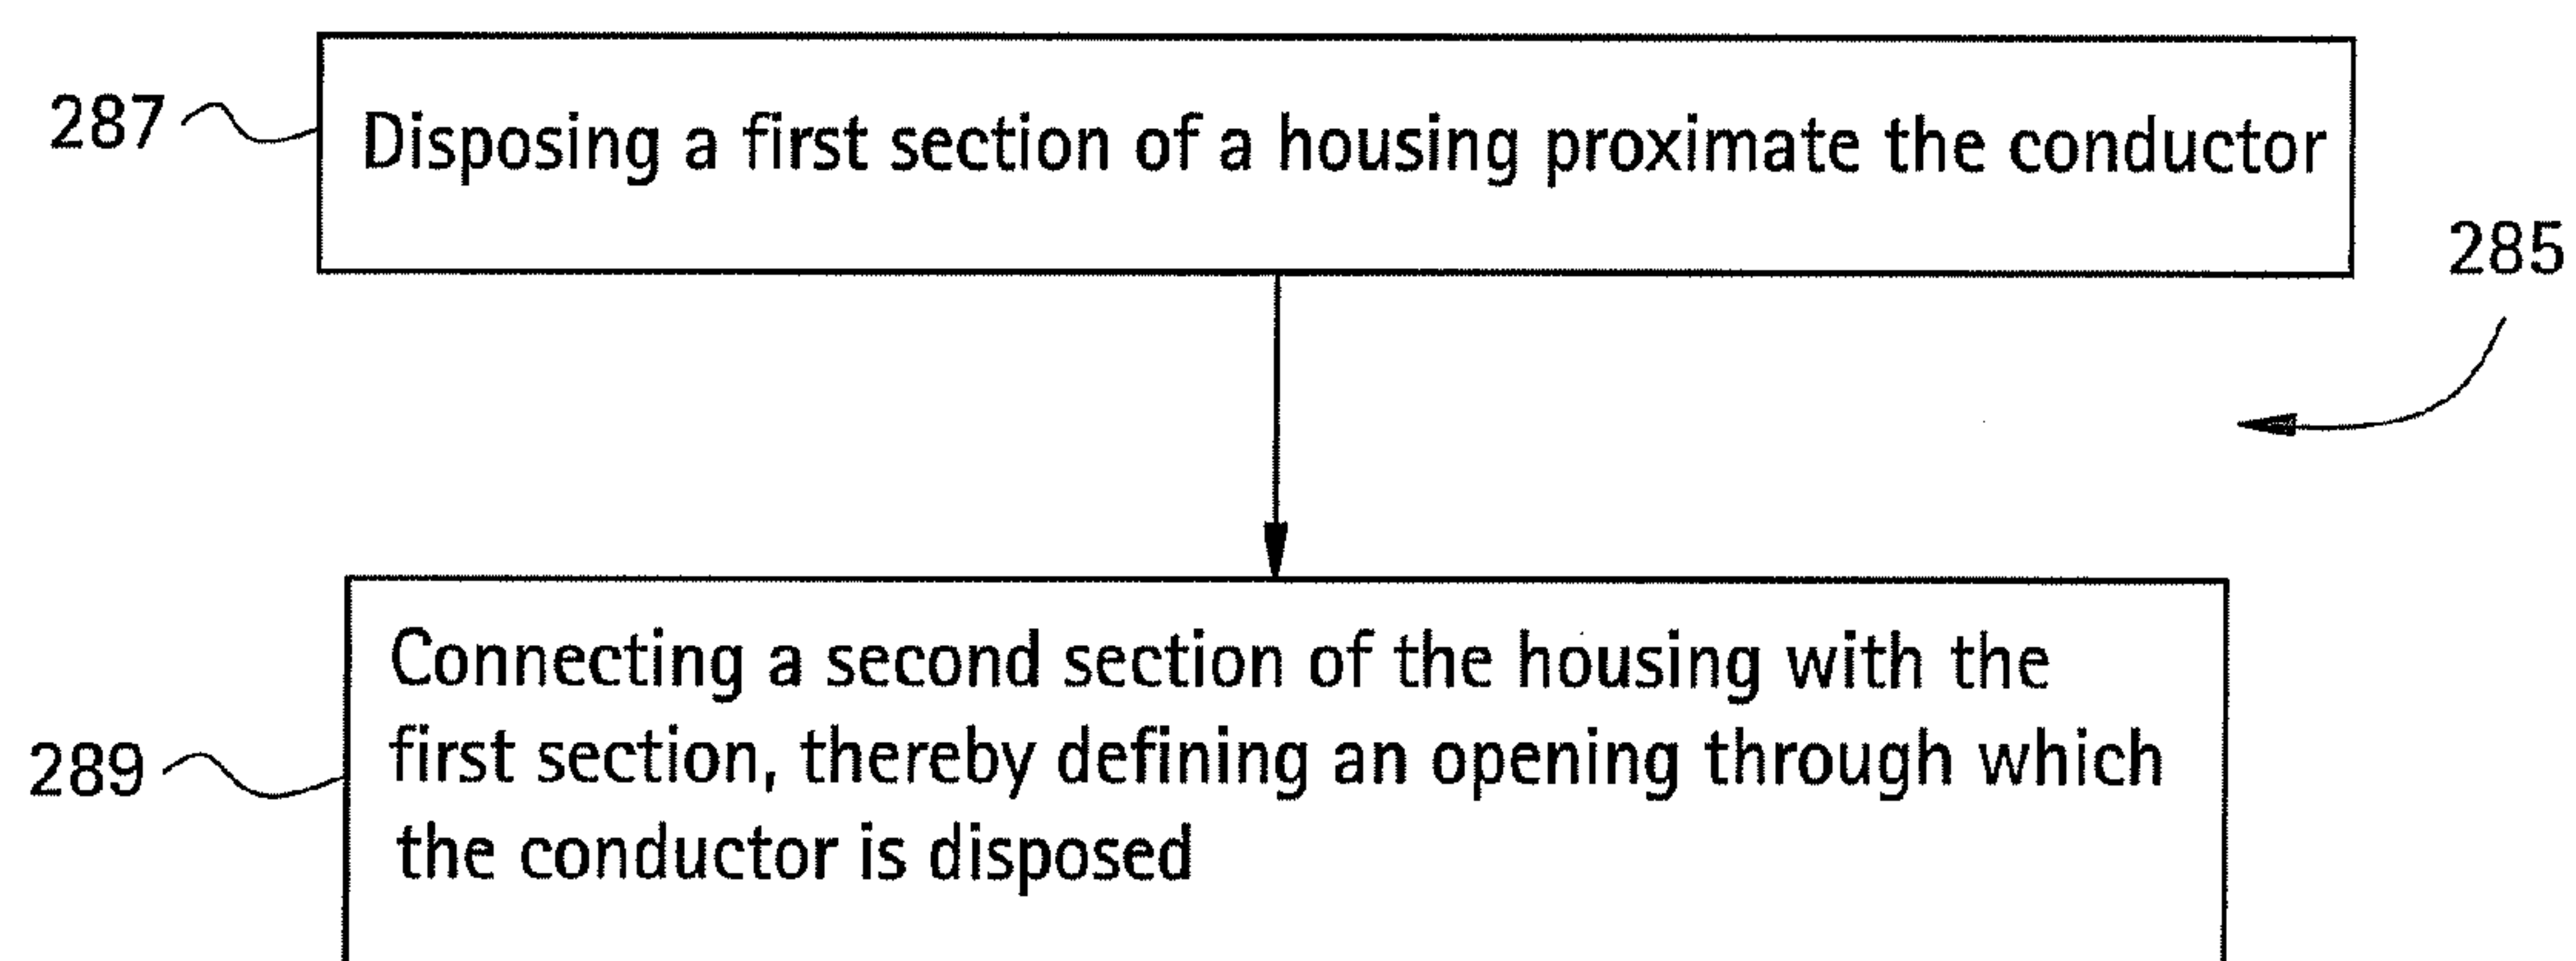 287
Disposing a first section of a housing proximate the conductor
285
Connecting a second section of the housing with the
first section, thereby defining an opening through which
the conductor is disposed
289